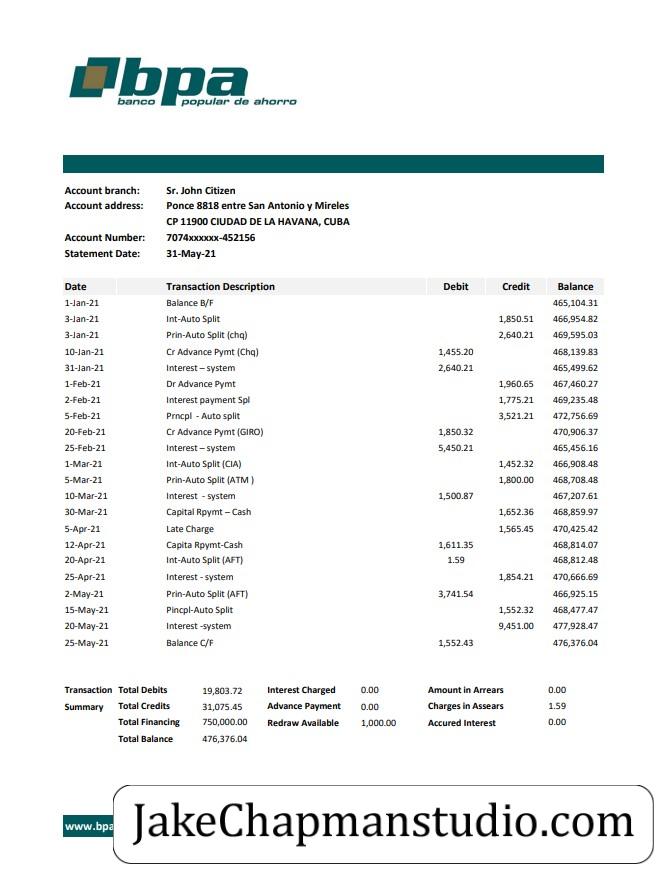 bpa
banco popular de ahorro
Account branch: Sr. John Citizen
Account address: Ponce 8818 entre San Antonio y Mireles
CP 11900 CIUDAD DE LA HAVANA, CUBA
Account Number: 7074xxxxxx-452156
Statement Date: 31-May-21
Date Transaction Description Debit Credit Balance
1-Jan-21 Balance B/F 465,104.31
3-Jan-21 Int-Auto Split 1,850.51 466,954.82
3-Jan-21 Prin-Auto Split (chq) 2,640.21 469,595.03
10-Jan-21 Cr Advance Pymt (Chq) 1,455.20 468,139.83
31-Jan-21 Interest – system 2,640.21 465,499.62
1-Feb-21 Dr Advance Pymt 1,960.65 467,460.27
2-Feb-21 Interest payment Spl 1,775.21 469,235.48
5-Feb-21 Prncpl - Auto split 3,521.21 472,756.69
20-Feb-21 Cr Advance Pymt (GIRO) 1,850.32 470,906.37
25-Feb-21 Interest – system 5,450.21 465,456.16
1-Mar-21 Int-Auto Split (CIA) 1,452.32 466,908.48
5-Mar-21 Prin-Auto Split (ATM ) 1,800.00 468,708.48
10-Mar-21 Interest - system 1,500.87 467,207.61
30-Mar-21 Capital Rpymt – Cash 1,652.36 468,859.97
5-Apr-21 Late Charge 1,565.45 470,425.42
12-Apr-21 Capita Rpymt-Cash 1,611.35 468,814.07
20-Apr-21 Int-Auto Split (AFT) 1.59 468,812.48
25-Apr-21 Interest - system 1,854.21 470,666.69
2-May-21 Prin-Auto Split (AFT) 3,741.54 466,925.15
15-May-21 Pincpl-Auto Split 1,552.32 468,477.47
20-May-21 Interest -system 9,451.00 477,928.47
25-May-21 Balance C/F 1,552.43 476,376.04
Transaction Total Debits 19,803.72 Interest Charged 0.00 Amount in Arrears 0.00
Summary Total Credits 31,075.45 Advance Payment 0.00 Charges in Assears 1.59
Total Financing 750,000.00 Redraw Available 1,000.00 Accured Interest 0.00
Total Balance 476,376.04
www.bpa
JakeChapmanstudio.com